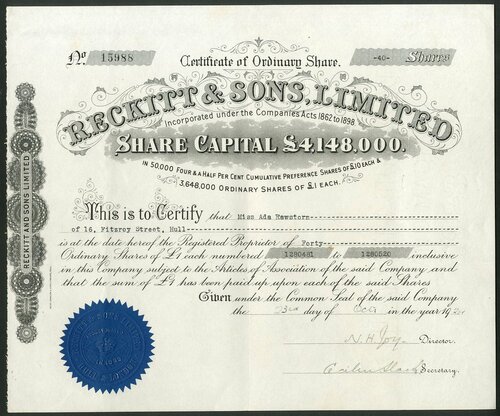 No. 15988 Certificate of Ordinary Share. -40- Shares
RECKITT & SONS, LIMITED
Incorporated under the Companies Acts 1862 to 1898
SHARE CAPITAL £4,148,000.
IN 50,000 FOUR & A HALF PER CENT CUMULATIVE PREFERENCE SHARES OF £10 EACH &
3,648,000 ORDINARY SHARES OF £1 EACH.
RECKITT AND SONS LIMITED
This is to Certify that Miss Ada Rawstorn
of 16, Fitzroy Street, Hull
is at the date hereof the Registered Proprietor of Forty
Ordinary Shares of £1 each numbered 1280481 to 1280520 inclusive
in this Company subject to the Articles of Association of the said Company and
that the sum of £1 has been paid up upon each of the said Shares
Given under the Common Seal of the said Company
the 23rd day of in the year 19
Director.
Secretary.